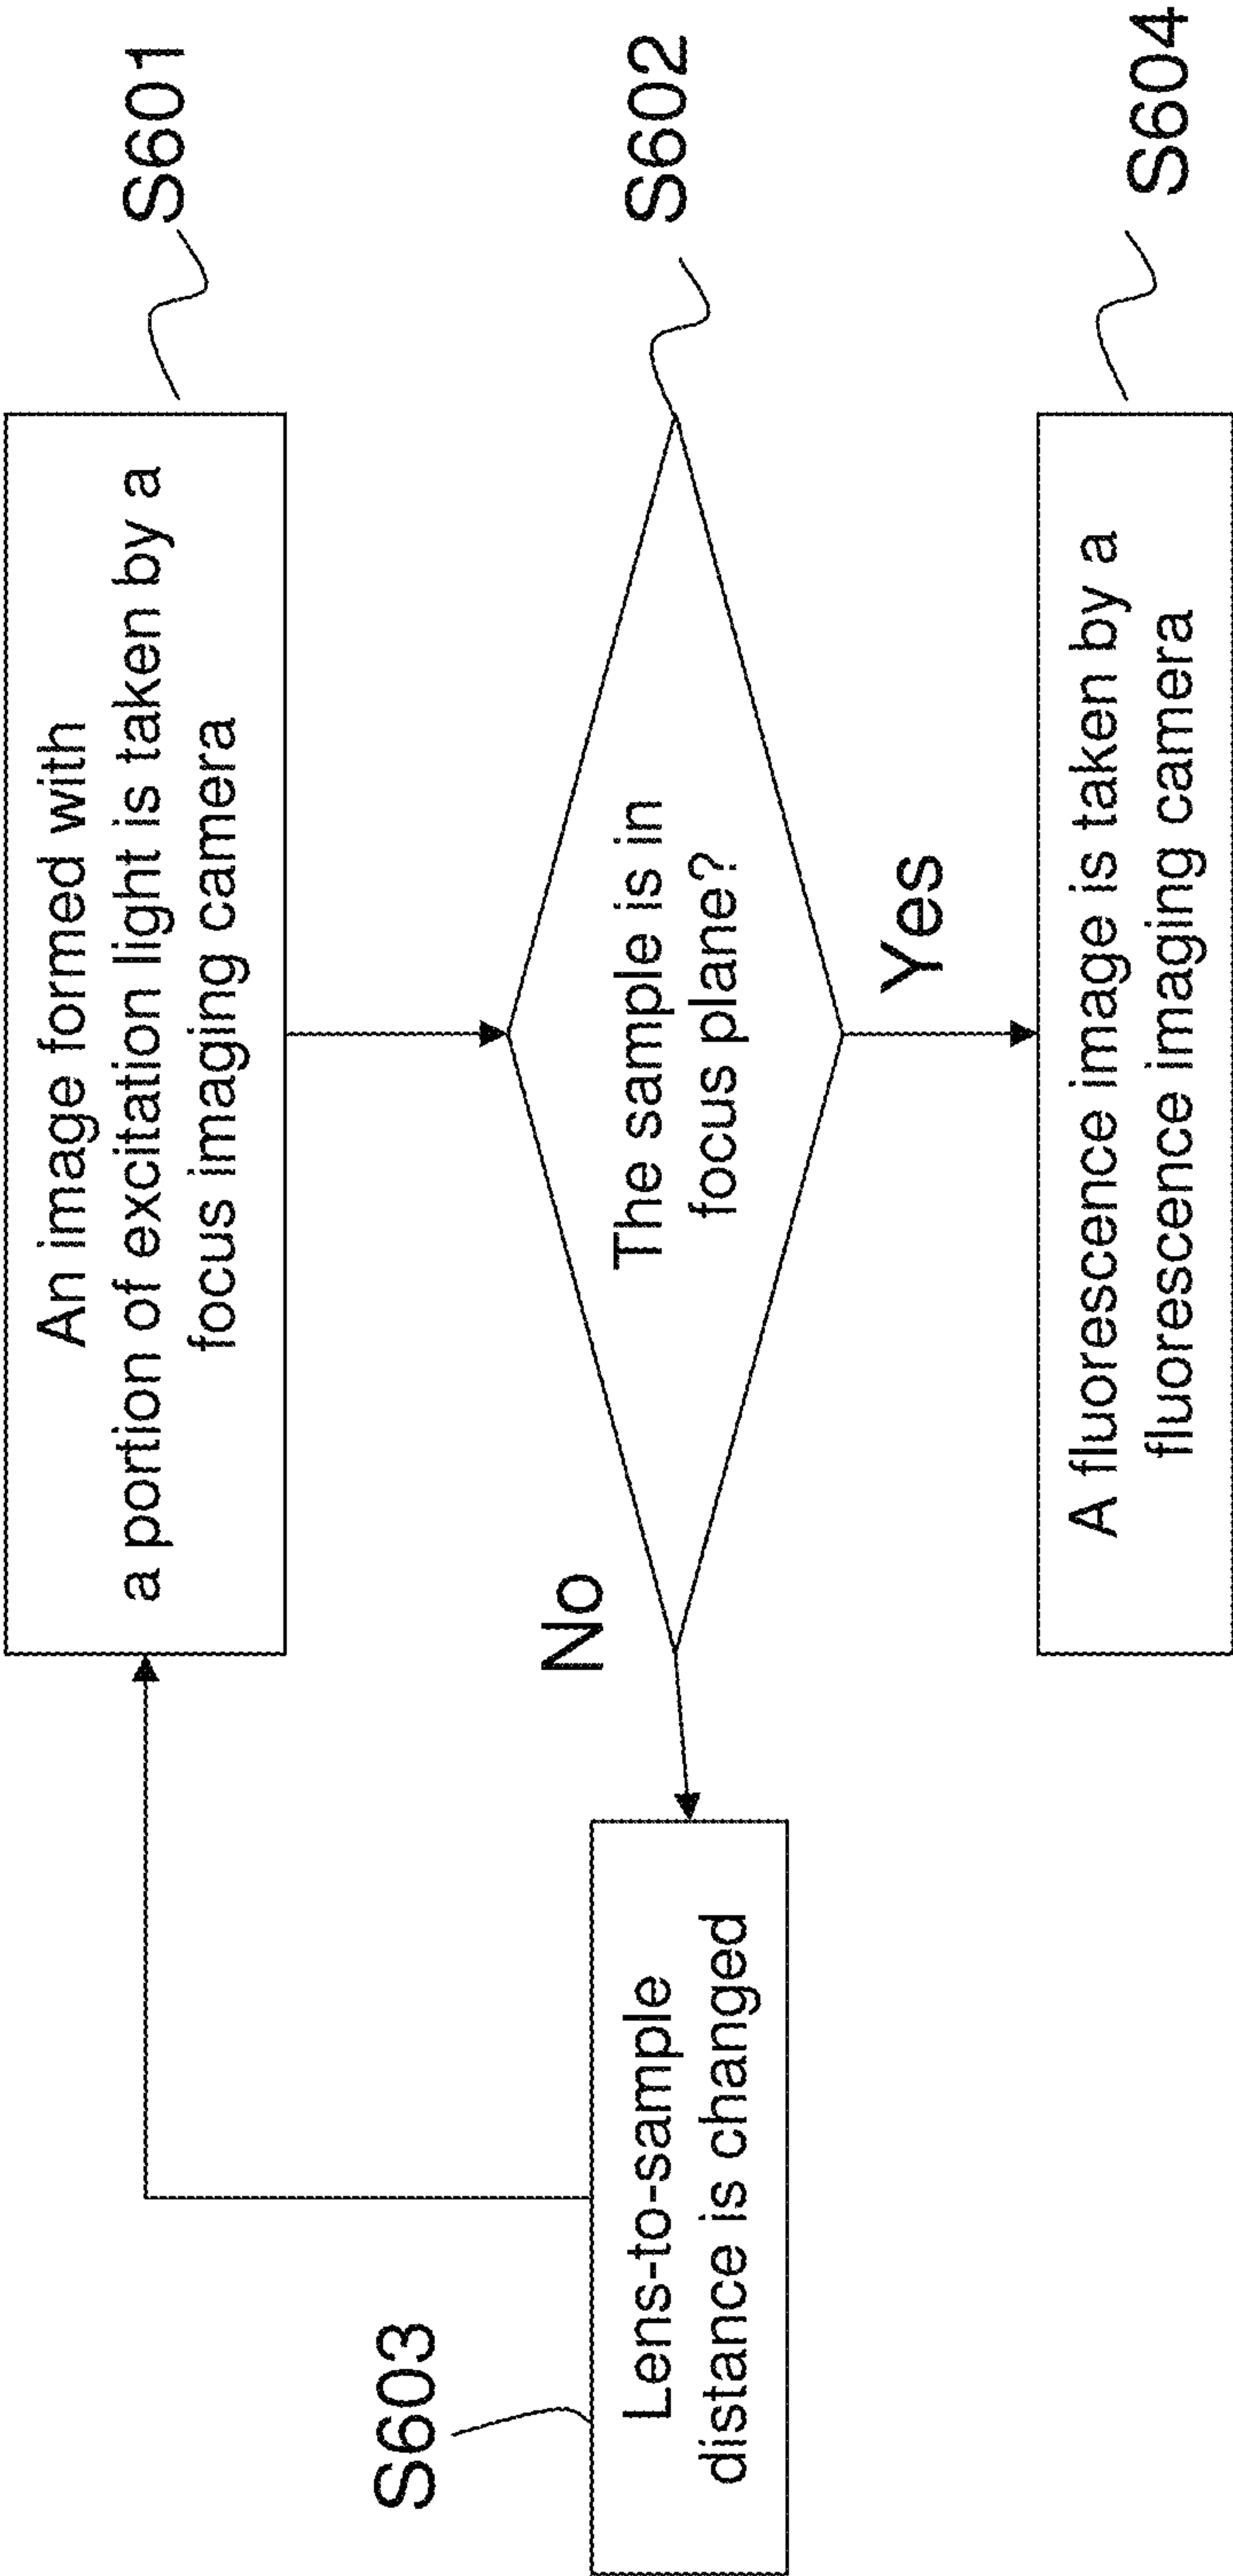 An image formed with
a portion of excitation light is taken by a
focus imaging camera
S601
The sample is in
focus plane?
S602
No
Yes
S603
Lens-to-sample
distance is changed
A fluorescence image is taken by a
fluorescence imaging camera
S604